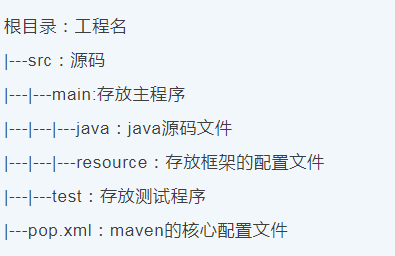 根目录：工程名
|---src：源码
|---|---main:存放主程序
|---|---|---java：java源码文件
|---|---|---resource：存放框架的配置文件
|---|---test：存放测试程序
|---pop.xml：maven的核心配置文件